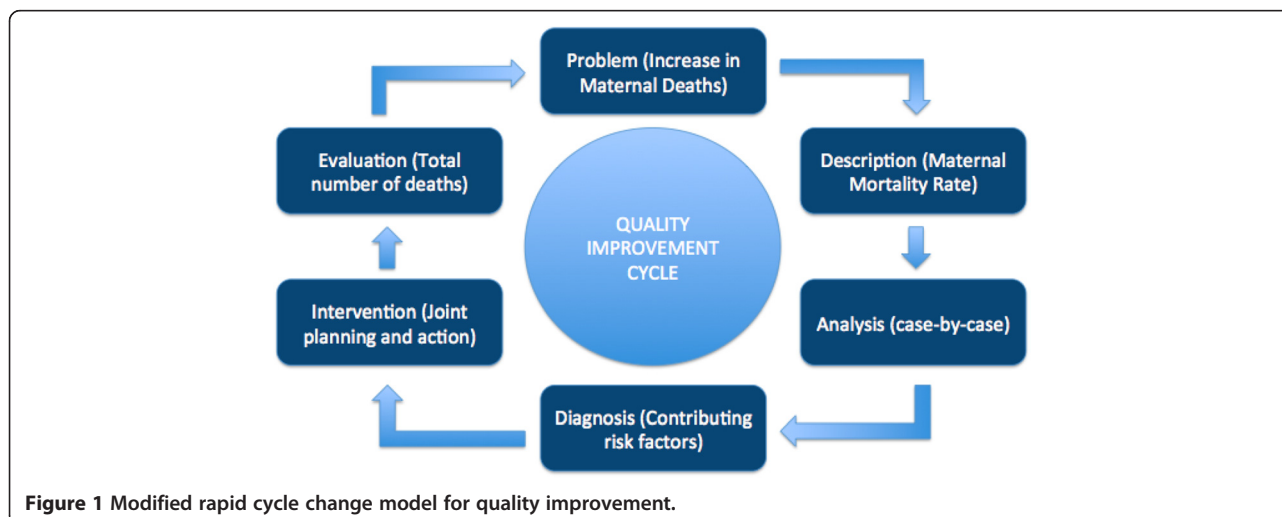 Problem (Increase in
Maternal Deaths)
Evaluation (Total
number of deaths)
Description (Maternal
Mortality Rate)
QUALITY
IMPROVEMENT
CYCLE
Intervention (Joint
planning and action)
Analysis (case-by-case)
Diagnosis (Contributing
risk factors)
Figure 1 Modified rapid cycle change model for quality improvement.